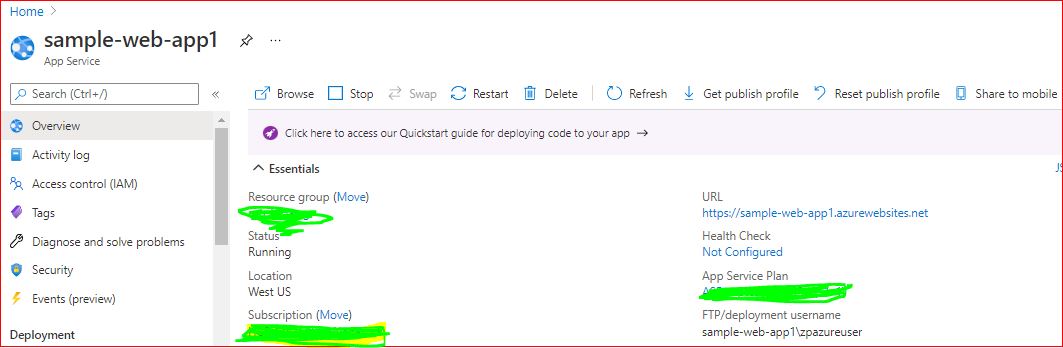 Home >
sample-web-app1
App Service
Search (Ctrl+/)
«
Browse Stop Swap Restart Delete Refresh Get publish profile Reset publish profile Share to mobile
Overview
Activity log
Access control (IAM)
Tags
Diagnose and solve problems
Security
Events (preview)
Deployment
Click here to access our Quickstart guide for deploying code to your app →
Essentials
JS
Resource group (Move)
Status
Running
Location
West US
Subscription (Move)
URL
https://sample-web-app1.azurewebsites.net
Health Check
Not Configured
App Service Plan
FTP/deployment username
sample-web-app1\zpazureuser